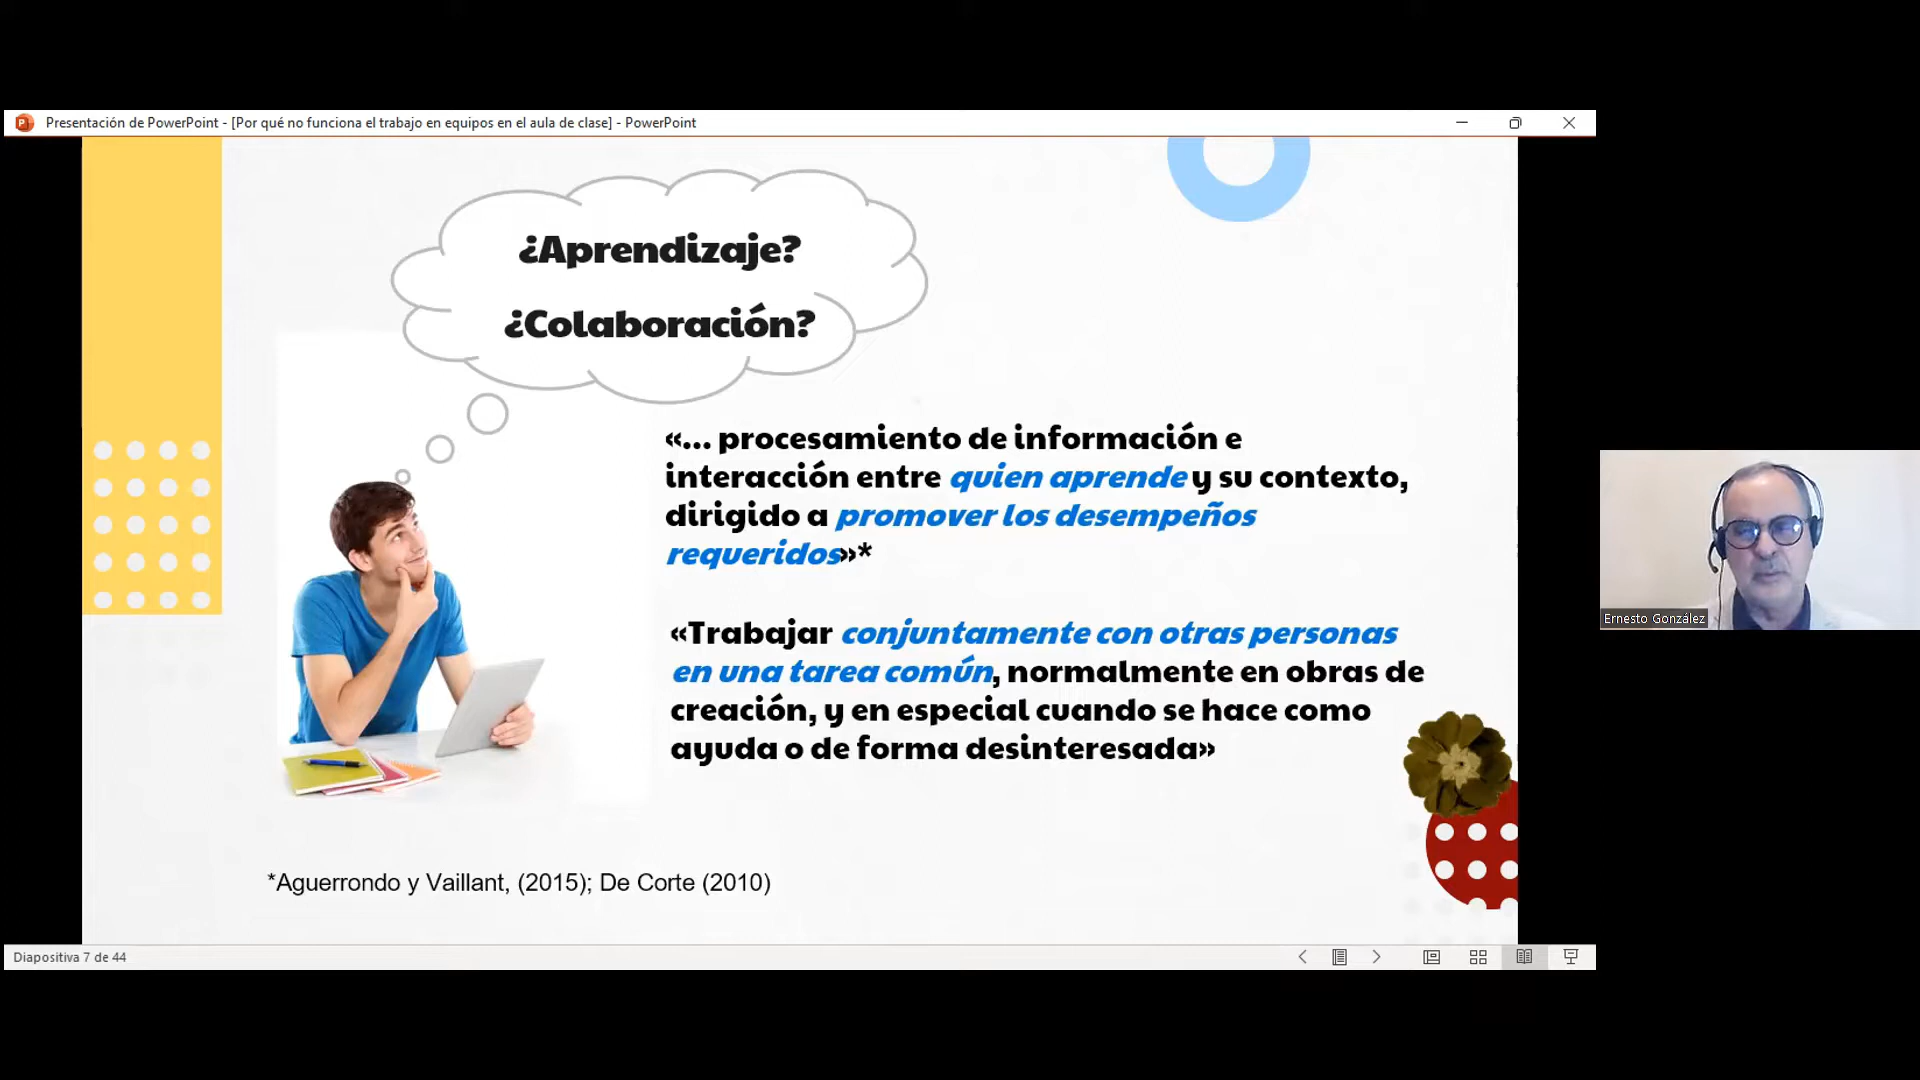 Presentación de PowerPoint - [Por qué no funciona el trabajo en equipos en el aula de clase] - PowerPoint
¿Aprendizaje?
¿Colaboración?
«... procesamiento de información e
interacción entre quien aprende y su contexto,
dirigido a promover los desempeños
requeridos»*
«Trabajar conjuntamente con otras personas
en una tarea común, normalmente en obras de
creación, y en especial cuando se hace como
ayuda o de forma desinteresada»
Ernesto González
*Aguerrondo y Vaillant, (2015); De Corte (2010)
Diapositiva 7 de 44